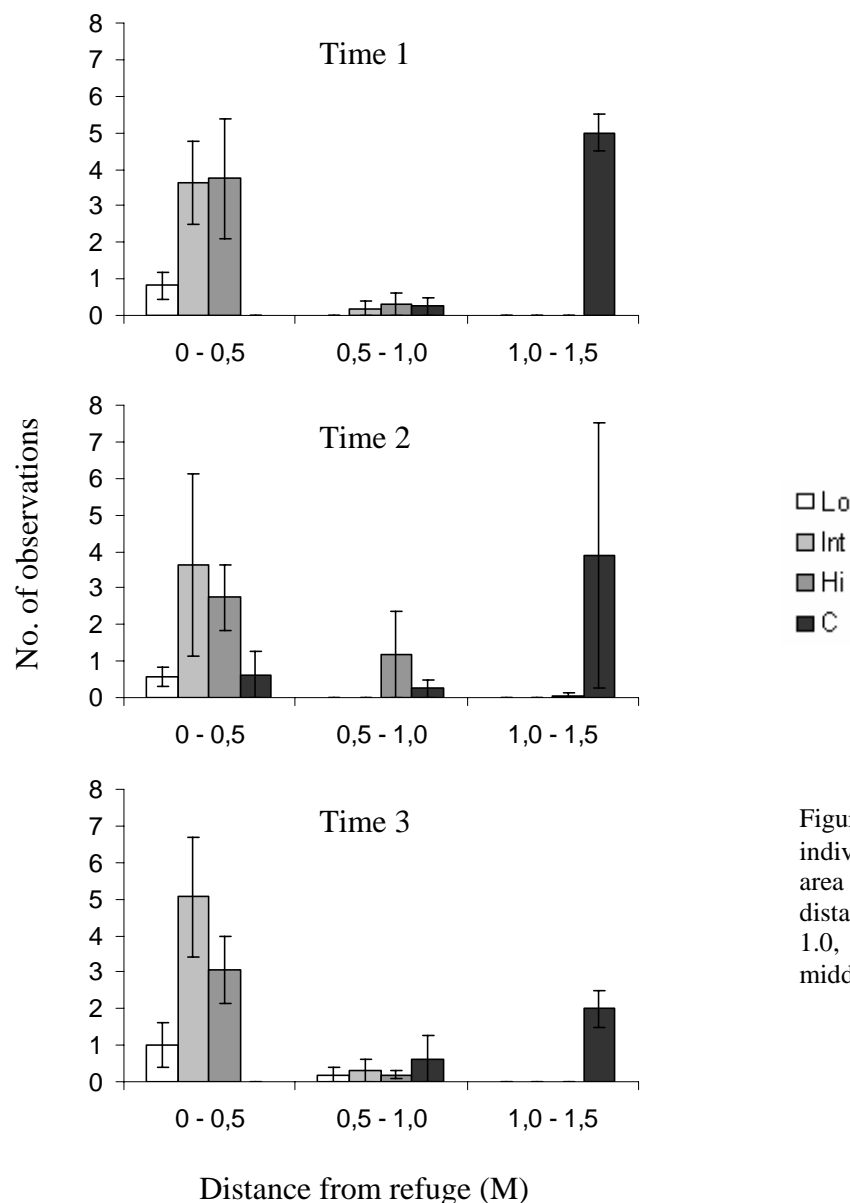 8
7
6
5
4
3
2
1
0
Time 1
0 - 0,5 0,5 - 1,0 1,0 - 1,5
No. of observations
8
7
6
5
4
3
2
1
0
Time 2
0 - 0,5 0,5 - 1,0 1,0 - 1,5
Lo
Int
Hi
C
8
7
6
5
4
3
2
1
0
Time 3
0 - 0,5 0,5 - 1,0 1,0 - 1,5
Distance from refuge (M)
Figu
indiv
area
dista
1.0,
midd